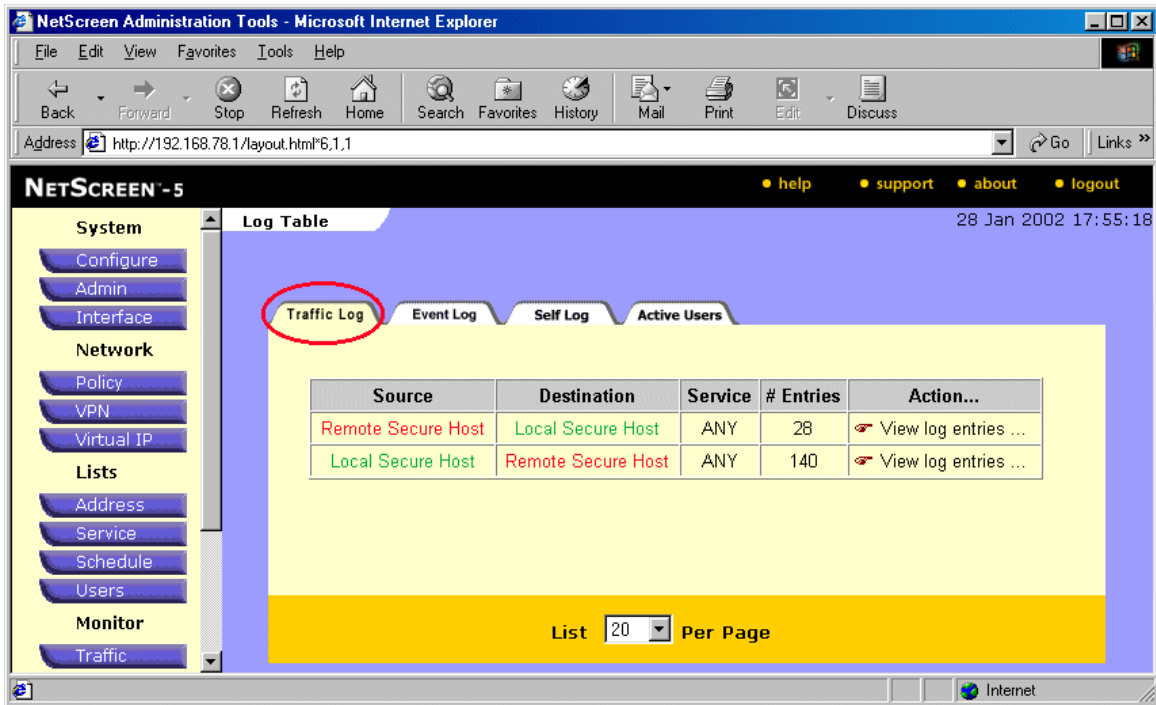 NetScreen Administration Tools - Microsoft Internet Explorer
File Edit View Favorites Tools Help
Back Forward Stop Refresh Home Search Favorites History Mail Print Edit Discuss
Address http://192.168.78.1/layout.html*6,1,1 Go Links »
NETSCREEN™-5 help support about logout
System
Configure
Admin
Interface
Network
Policy
VPN
Virtual IP
Lists
Address
Service
Schedule
Users
Monitor
Traffic
Log Table 28 Jan 2002 17:55:18
Traffic Log Event Log Self Log Active Users
Source Destination Service # Entries Action...
Remote Secure Host Local Secure Host ANY 28 View log entries ...
Local Secure Host Remote Secure Host ANY 140 View log entries ...
List 20 Per Page
Internet